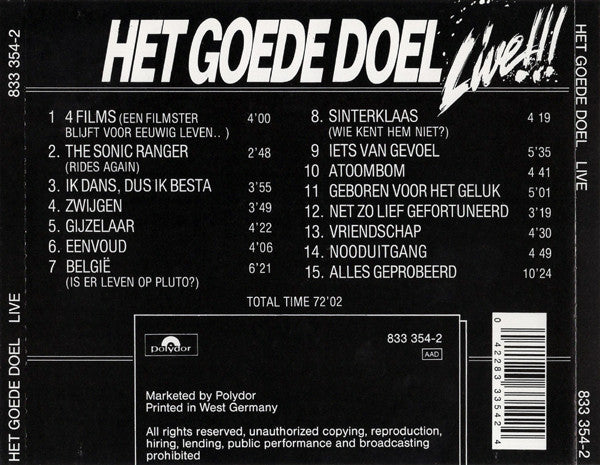 HET GOEDE DOEL Live!!!
1 4 FILMS (EEN FILMSTER
BLIJFT VOOR EEUWIG LEVEN..) 4'00
2. THE SONIC RANGER 2'48
(RIDES AGAIN)
3. IK DANS, DUS IK BESTA 3'55
4. ZWIJGEN 3'49
5. GIJZELAAR 4'22
6. EENVOUD 4'06
7 BELGIË 6'21
(IS ER LEVEN OP PLUTO?)
8. SINTERKLAAS 4 19
(WIE KENT HEM NIET?)
9 IETS VAN GEVOEL 5'35
10 ATOOMBOM 4 41
11 GEBOREN VOOR HET GELUK 5'01
12. NET ZO LIEF GEFORTUNEERD 3'19
13. VRIENDSCHAP 4'30
14. NOODUITGANG 4 49
15. ALLES GEPROBEERD 10'24
TOTAL TIME 72'02
polydor
833 354-2
AAD
Marketed by Polydor
Printed in West Germany
All rights reserved, unauthorized copying, reproduction,
hiring, lending, public performance and broadcasting
prohibited
0 42283 33542 4
HET GOEDE DOEL LIVE 833 354-2
HET GOEDE DOEL LIVE 833 354-2